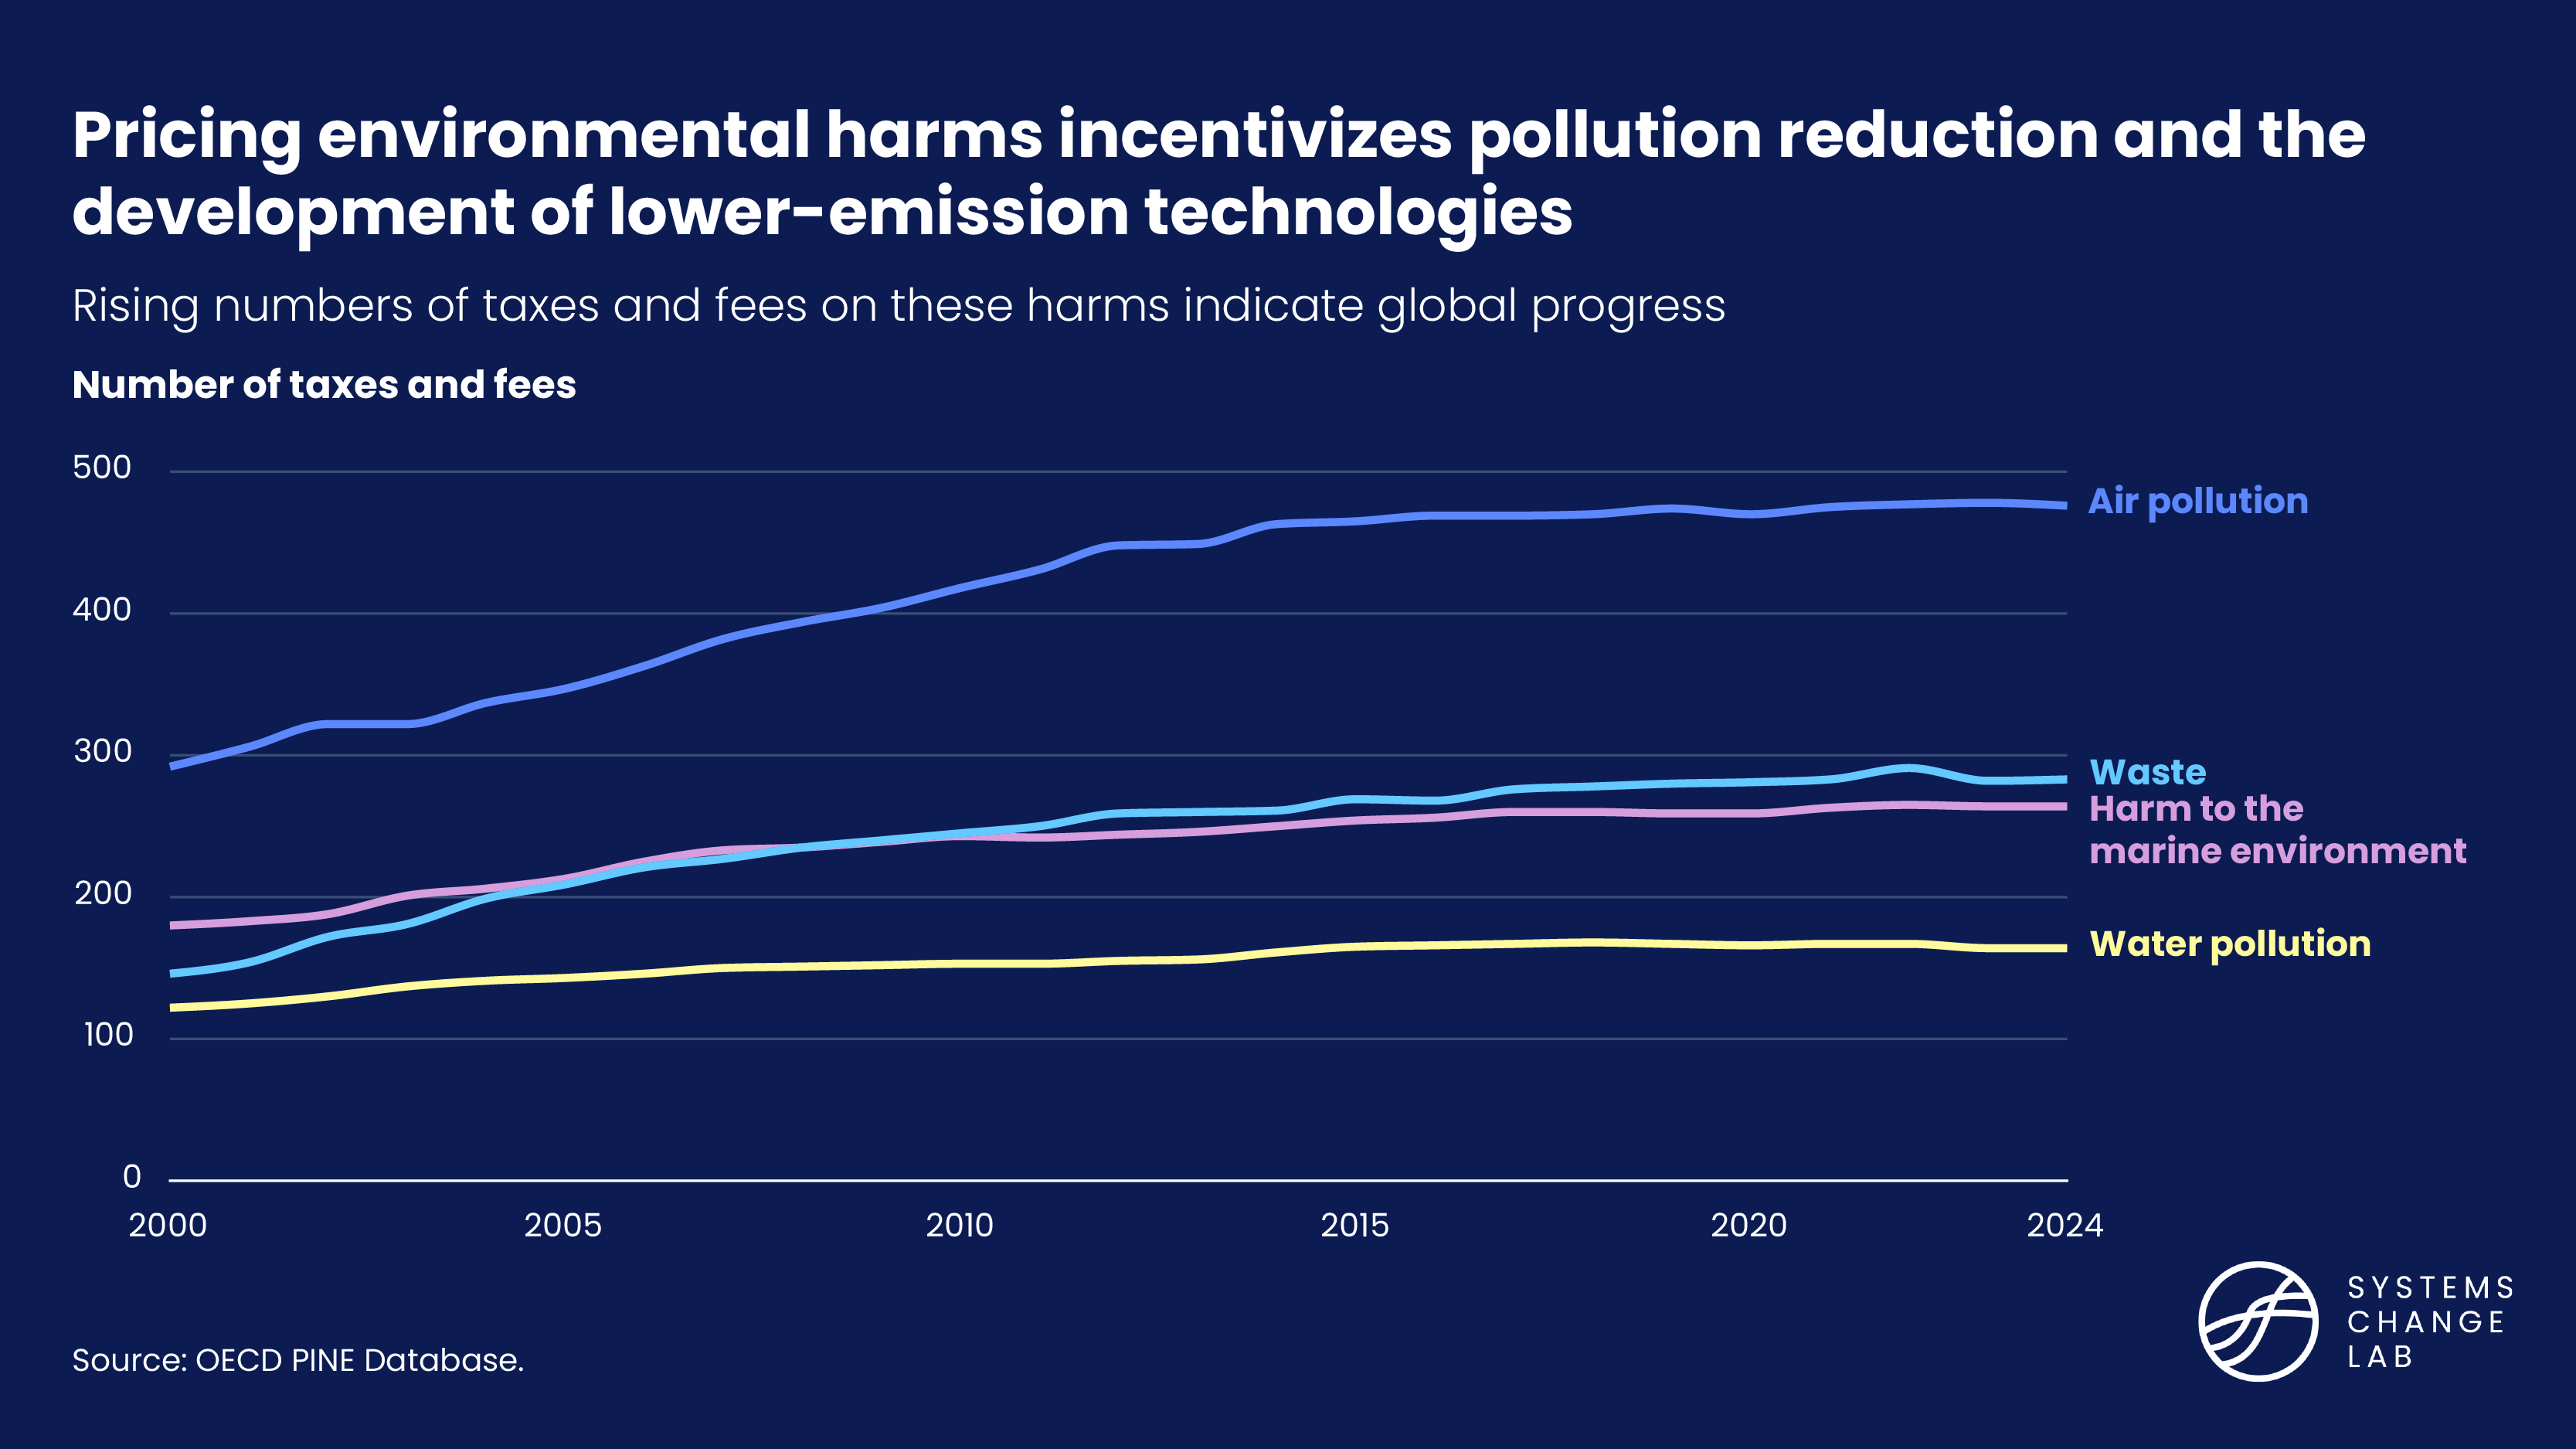 Pricing environmental harms incentivizes pollution reduction and the
development of lower-emission technologies
Rising numbers of taxes and fees on these harms indicate global progress
Number of taxes and fees
500
400
300
200
100
0
Air pollution
Waste
Harm to the
marine environment
Water pollution
2000
2005
2010
2015
2020
2024
Source: OECD PINE Database.
SYSTEMS
CHANGE
LAB